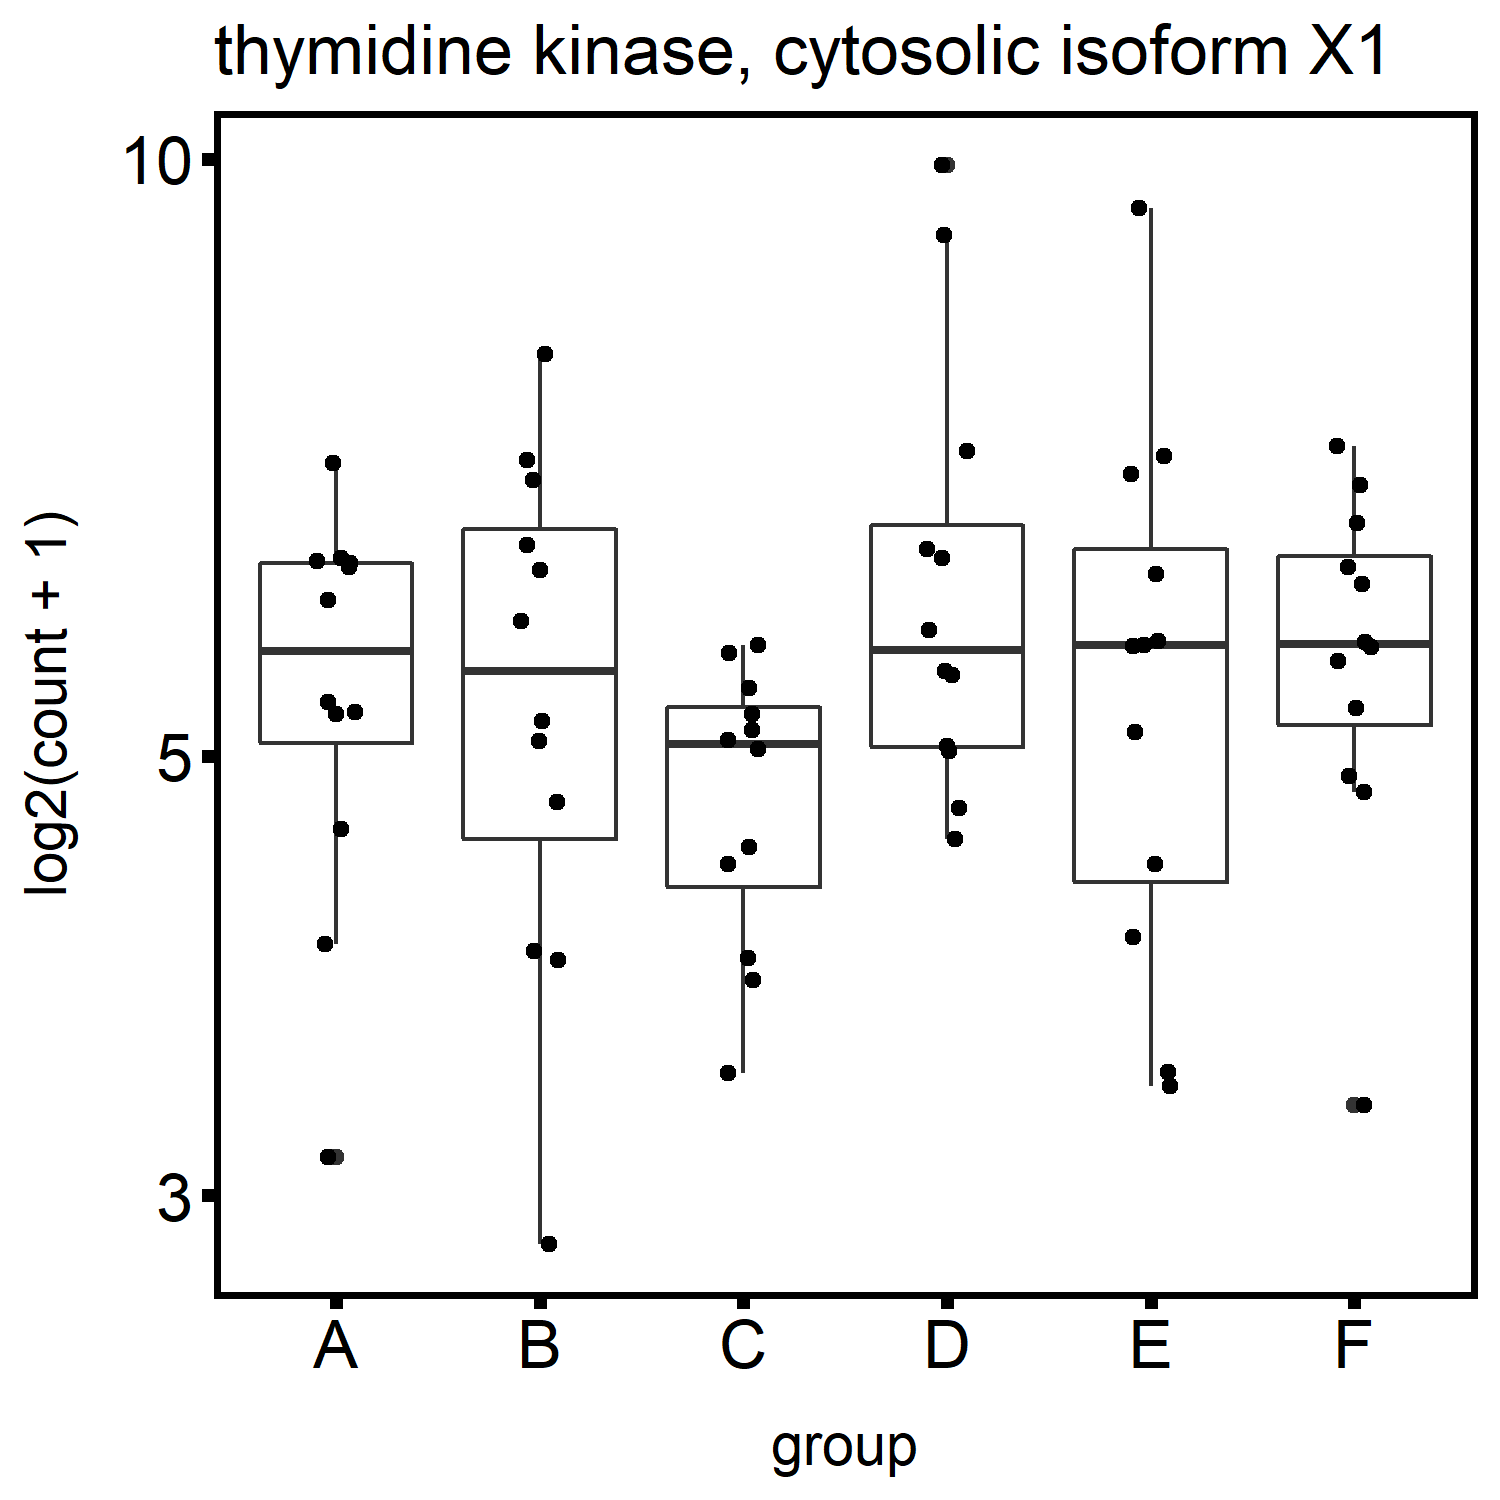 thymidine kinase, cytosolic isoform X1
10
5
3
log2(count + 1)
A B C D E F
group